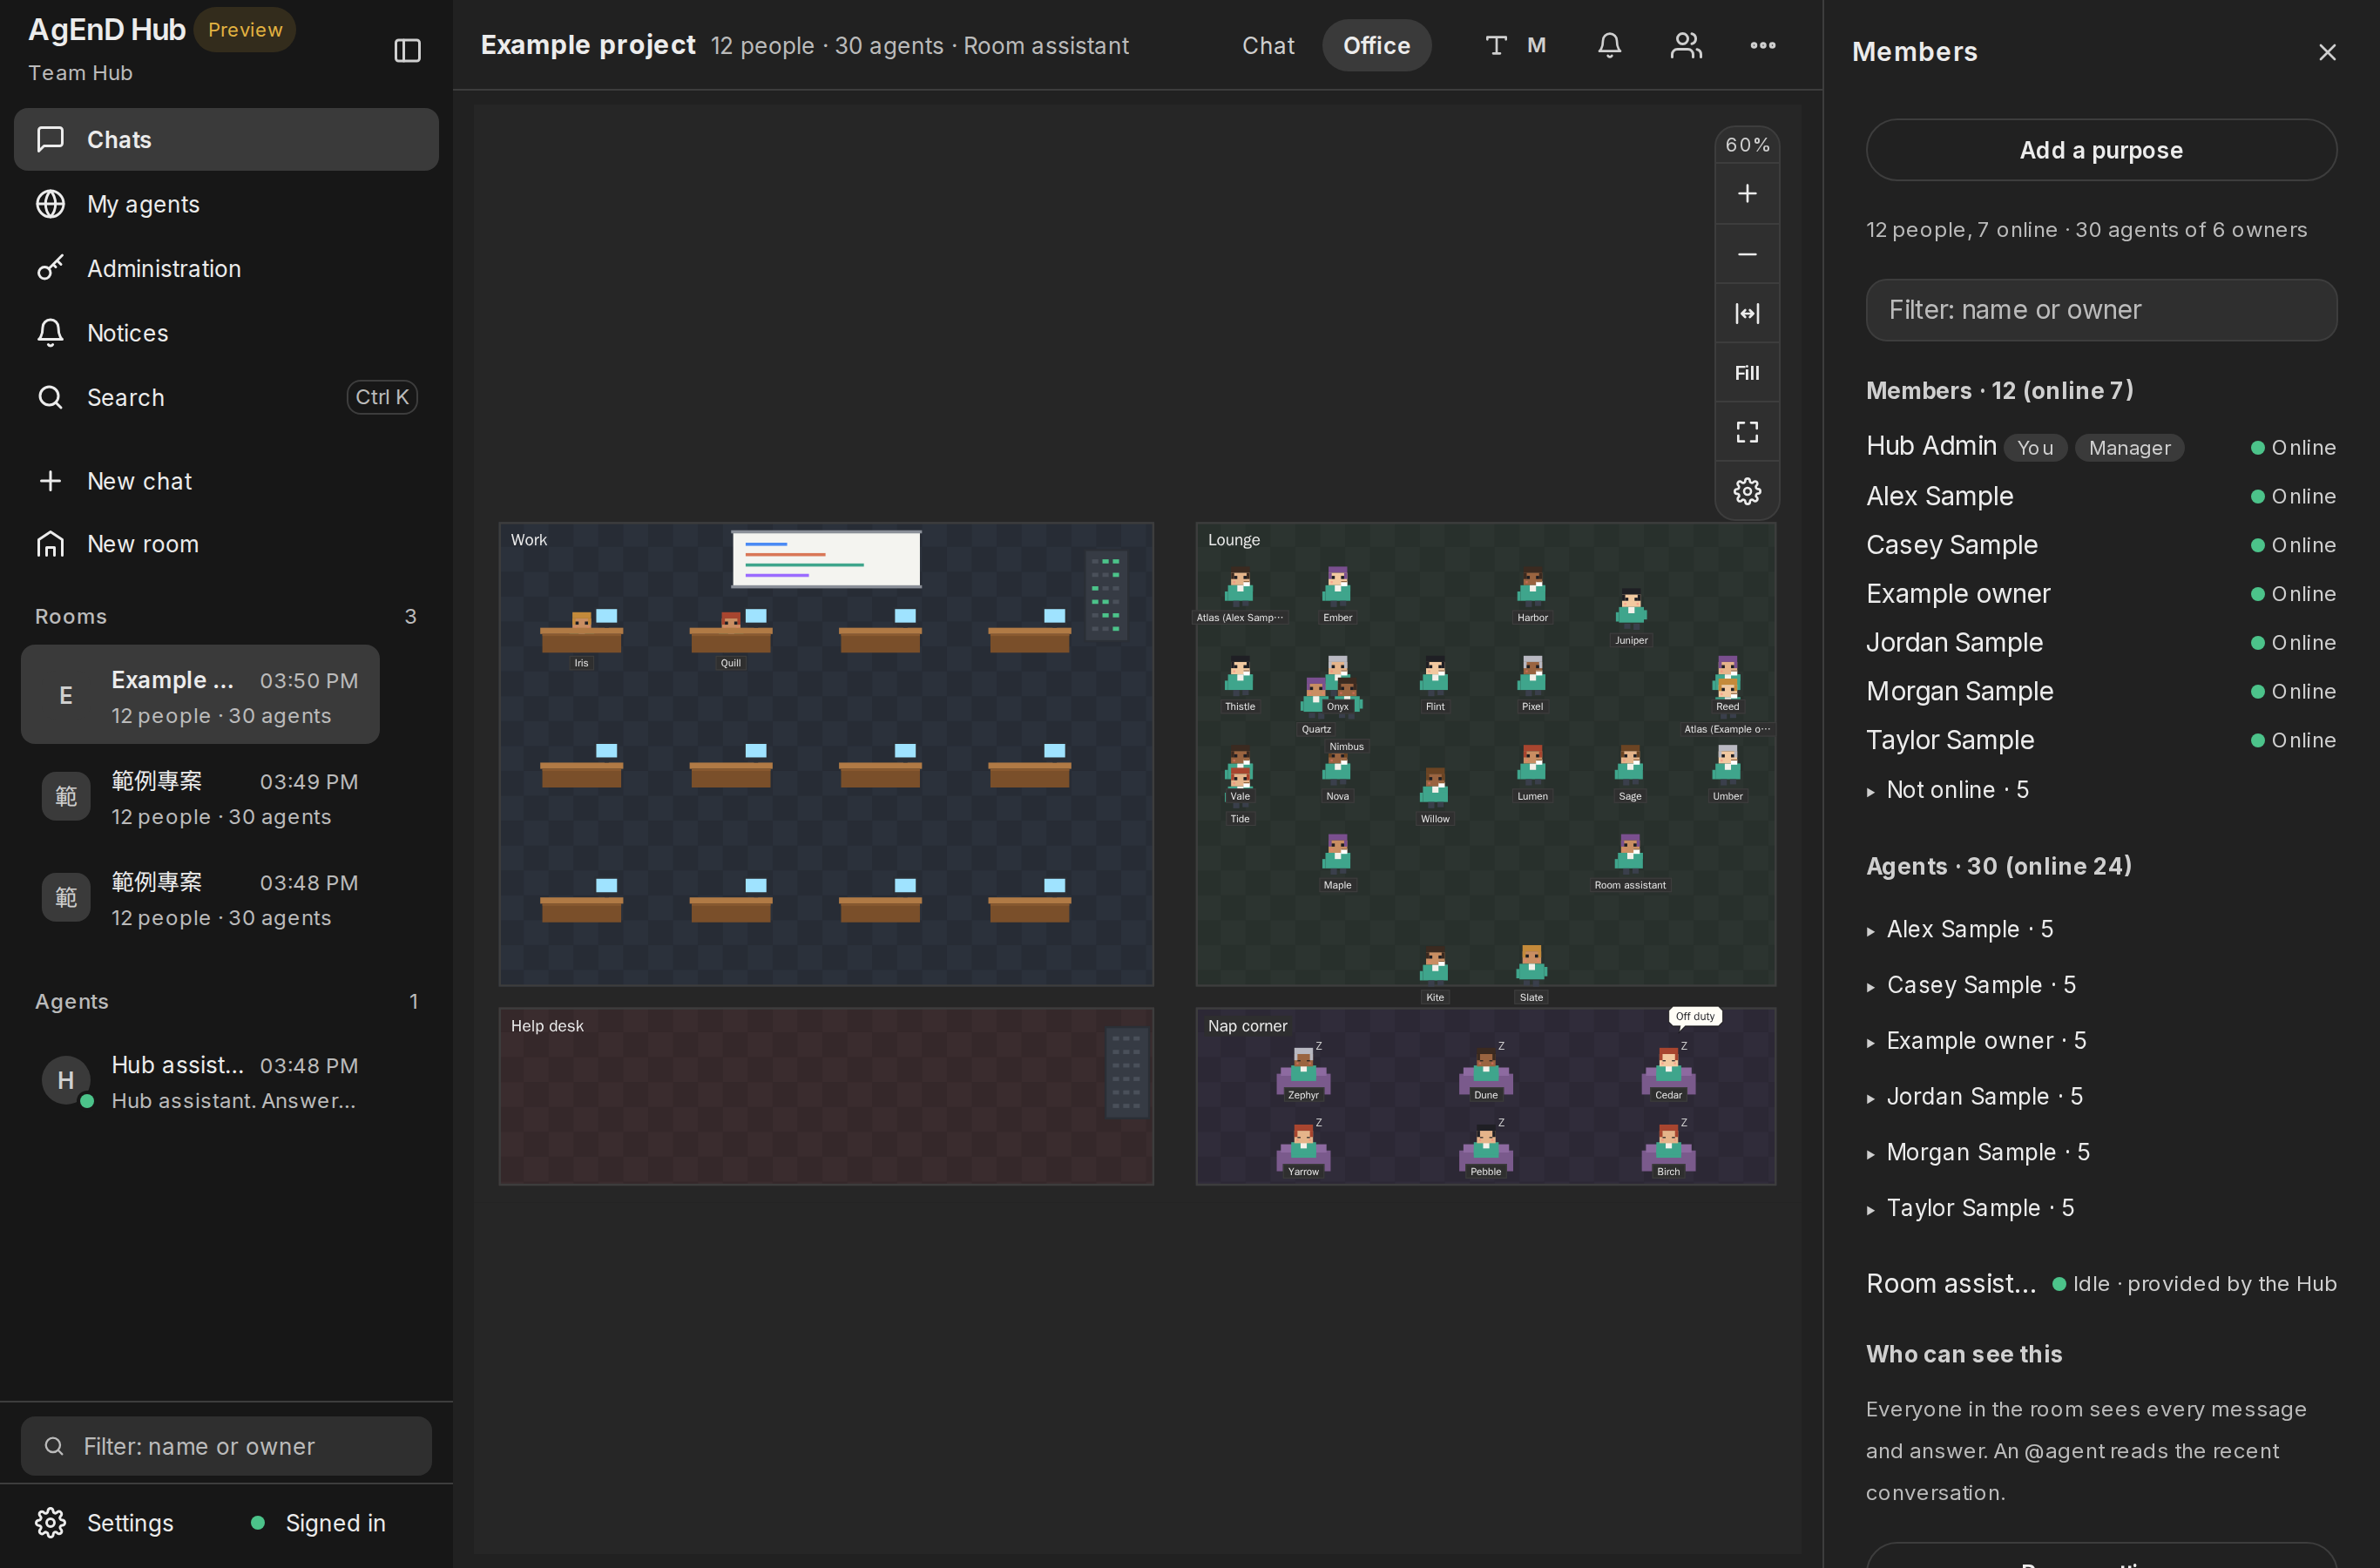 AgEnD Hub Preview
Team Hub
Chats
My agents
Administration
Notices
Search Ctrl K
New chat
New room
Rooms 3
E Example ... 03:50 PM
12 people · 30 agents
範 範例專案 03:49 PM
12 people · 30 agents
範 範例專案 03:48 PM
12 people · 30 agents
Agents 1
H Hub assist... 03:48 PM
Hub assistant. Answer...
Filter: name or owner
Settings Signed in
Example project 12 people · 30 agents · Room assistant
Chat Office T M
60%
Fill
Work
Iris Quill
Lounge
Atlas (Alex Samp... Ember Harbor
Juniper
Thistle Onyx Flint Pixel Reed
Quartz Atlas (Example o...
Nimbus
Vale Nova Lumen Sage Umber
Tide Willow
Maple Room assistant
Kite Slate
Help desk
Nap corner Off duty
Z Z Z
Zephyr Dune Cedar
Z Z Z
Yarrow Pebble Birch
Members
Add a purpose
12 people, 7 online · 30 agents of 6 owners
Filter: name or owner
Members · 12 (online 7)
Hub Admin You Manager Online
Alex Sample Online
Casey Sample Online
Example owner Online
Jordan Sample Online
Morgan Sample Online
Taylor Sample Online
Not online · 5
Agents · 30 (online 24)
Alex Sample · 5
Casey Sample · 5
Example owner · 5
Jordan Sample · 5
Morgan Sample · 5
Taylor Sample · 5
Room assist... Idle · provided by the Hub
Who can see this
Everyone in the room sees every message
and answer. An @agent reads the recent
conversation.